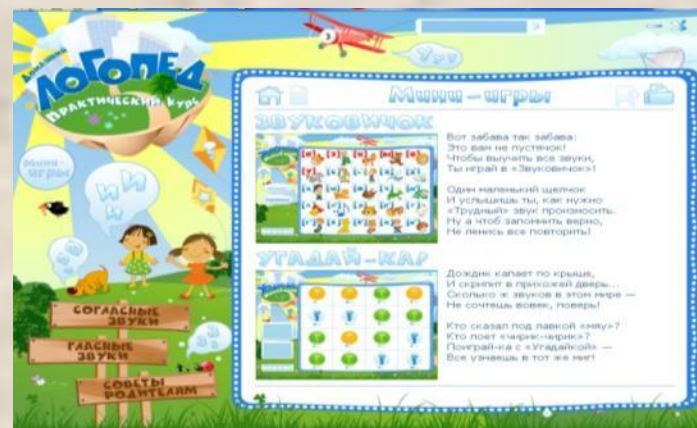 Домашний
ЛОГОПЕД
ПРАКТИЧЕСКИЙ КУРС
Мини-игры
МИНИ-
ИГРЫ
ЗВУКОВИЧОК
Вот забава так забава:
Это вам не пустячок!
Чтобы выучить все звуки,
Ты играй в «Звуковичок»!
Один маленький щелчок
И услышишь ты, как нужно
«Трудный» звук произносить.
Ну а чтоб запомнить верно,
Не ленись все повторить!
И И
И
УГАДАЙ-КА?
Дождик капает по крыше,
И скрипит в прихожей дверь...
Сколько ж звуков в этом мире —
Не сочтешь вовек, поверь!
Кто сказал под лавкой «мяу»?
Кто поет «чирик-чирик»?
Поиграй-ка с «Угадайкой» —
Все узнаешь в тот же миг!
СОГЛАСНЫЕ
ЗВУКИ
ГЛАСНЫЕ
ЗВУКИ
СОВЕТЫ
РОДИТЕЛЯМ